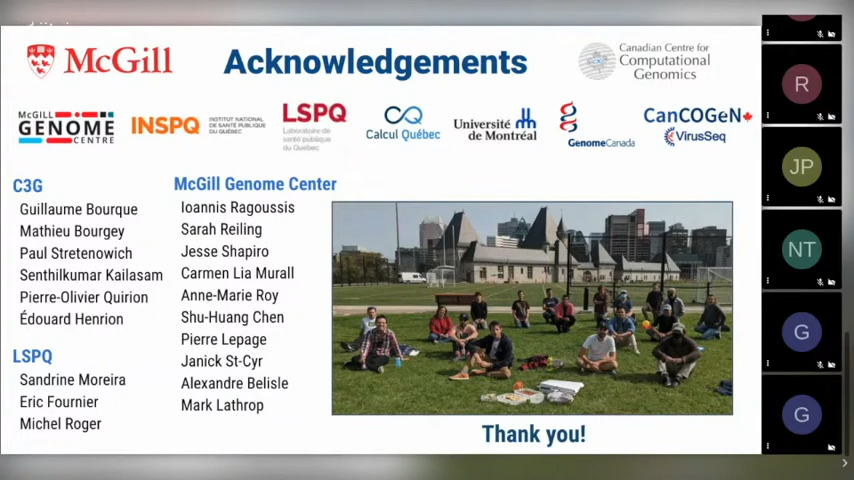 McGill
Acknowledgements
Canadian Centre for
Computational
Genomics
McGILL
GENOME
CENTRE
INSPQ
INSTITUT NATIONAL
DE SANTÉ PUBLIQUE
DU QUÉBEC
LSPQ
Laboratoire de
santé publique
du Québec
Calcul Québec
Université
de Montréal
GenomeCanada
CanCOGeN
VirusSeq
C3G
Guillaume Bourque
Mathieu Bourgey
Paul Stretenowich
Senthilkumar Kailasam
Pierre-Olivier Quirion
Édouard Henrion
LSPQ
Sandrine Moreira
Eric Fournier
Michel Roger
McGill Genome Center
Ioannis Ragoussis
Sarah Reiling
Jesse Shapiro
Carmen Lia Murall
Anne-Marie Roy
Shu-Huang Chen
Pierre Lepage
Janick St-Cyr
Alexandre Belisle
Mark Lathrop
Thank you!
R
JP
NT
G
G